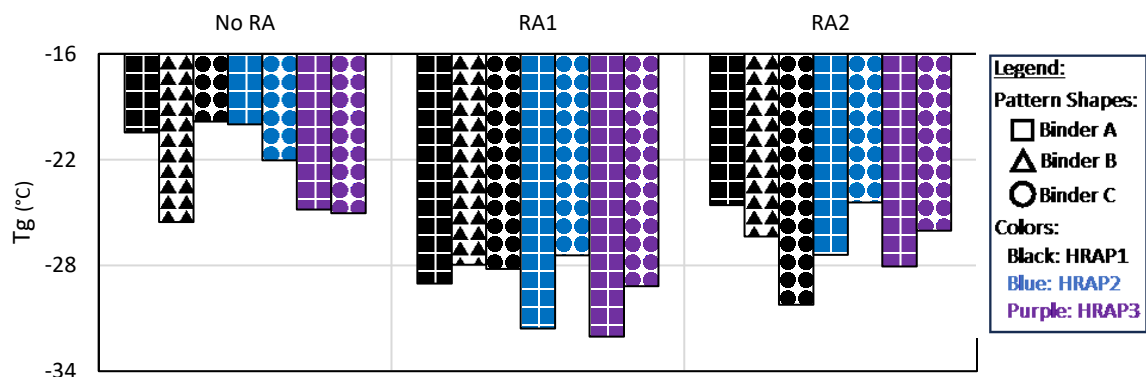 No RA
RA1
RA2
-16
-22
-28
-34
Tg (°C)
Legend:
Pattern Shapes:
Binder A
Binder B
Binder C
Colors:
Black: HRAP1
Blue: HRAP2
Purple: HRAP3